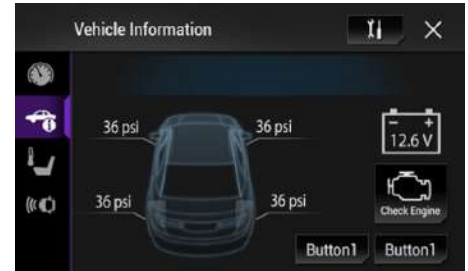 Vehicle Information
36 psi 36 psi
- +
12.6 V
36 psi 36 psi
Check Engine
Button1 Button1